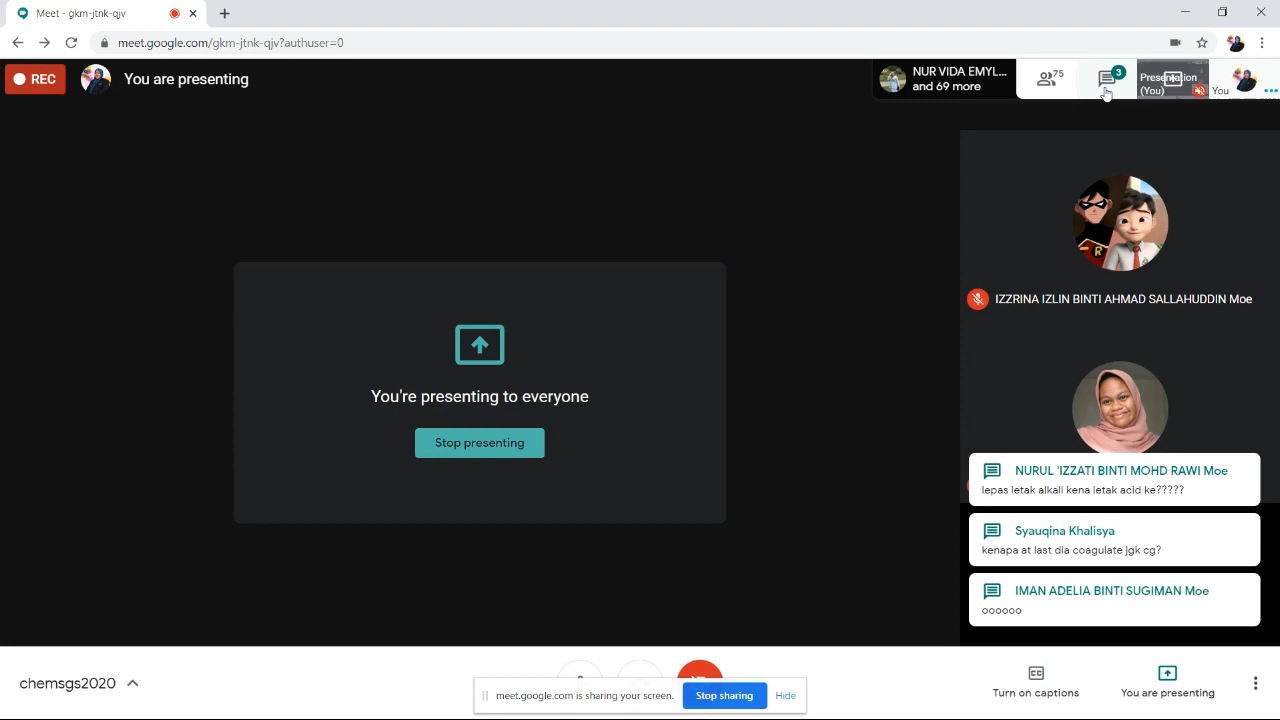 Meet - gkm-jtnk-qjv
meet.google.com/gkm-jtnk-qjv?authuser=0
REC
You are presenting
NUR VIDA EMYL...
and 69 more
75
3
Presentation
(You)
You
You're presenting to everyone
Stop presenting
R
IZZRINA IZLIN BINTI AHMAD SALLAHUDDIN Moe
NURUL 'IZZATI BINTI MOHD RAWI Moe
lepas letak alkali kena letak acid ke?????
Syauqina Khalisya
kenapa at last dia coagulate jgk cg?
IMAN ADELIA BINTI SUGIMAN Moe
oooooo
chemsgs2020
meet.google.com is sharing your screen.
Stop sharing
Hide
Turn on captions
You are presenting